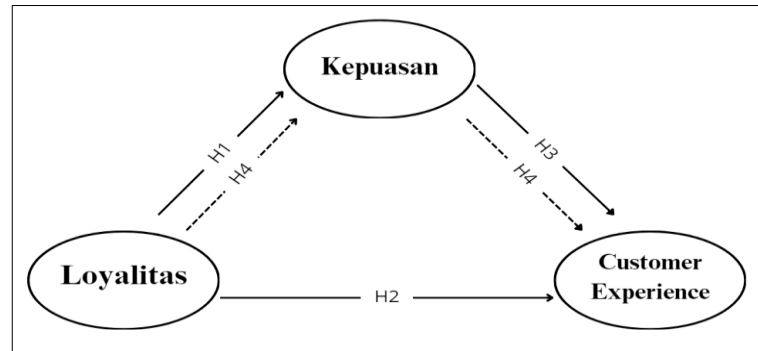 Kepuasan
H1
H4
H4
H3
Loyalitas
H2
Customer
Experience